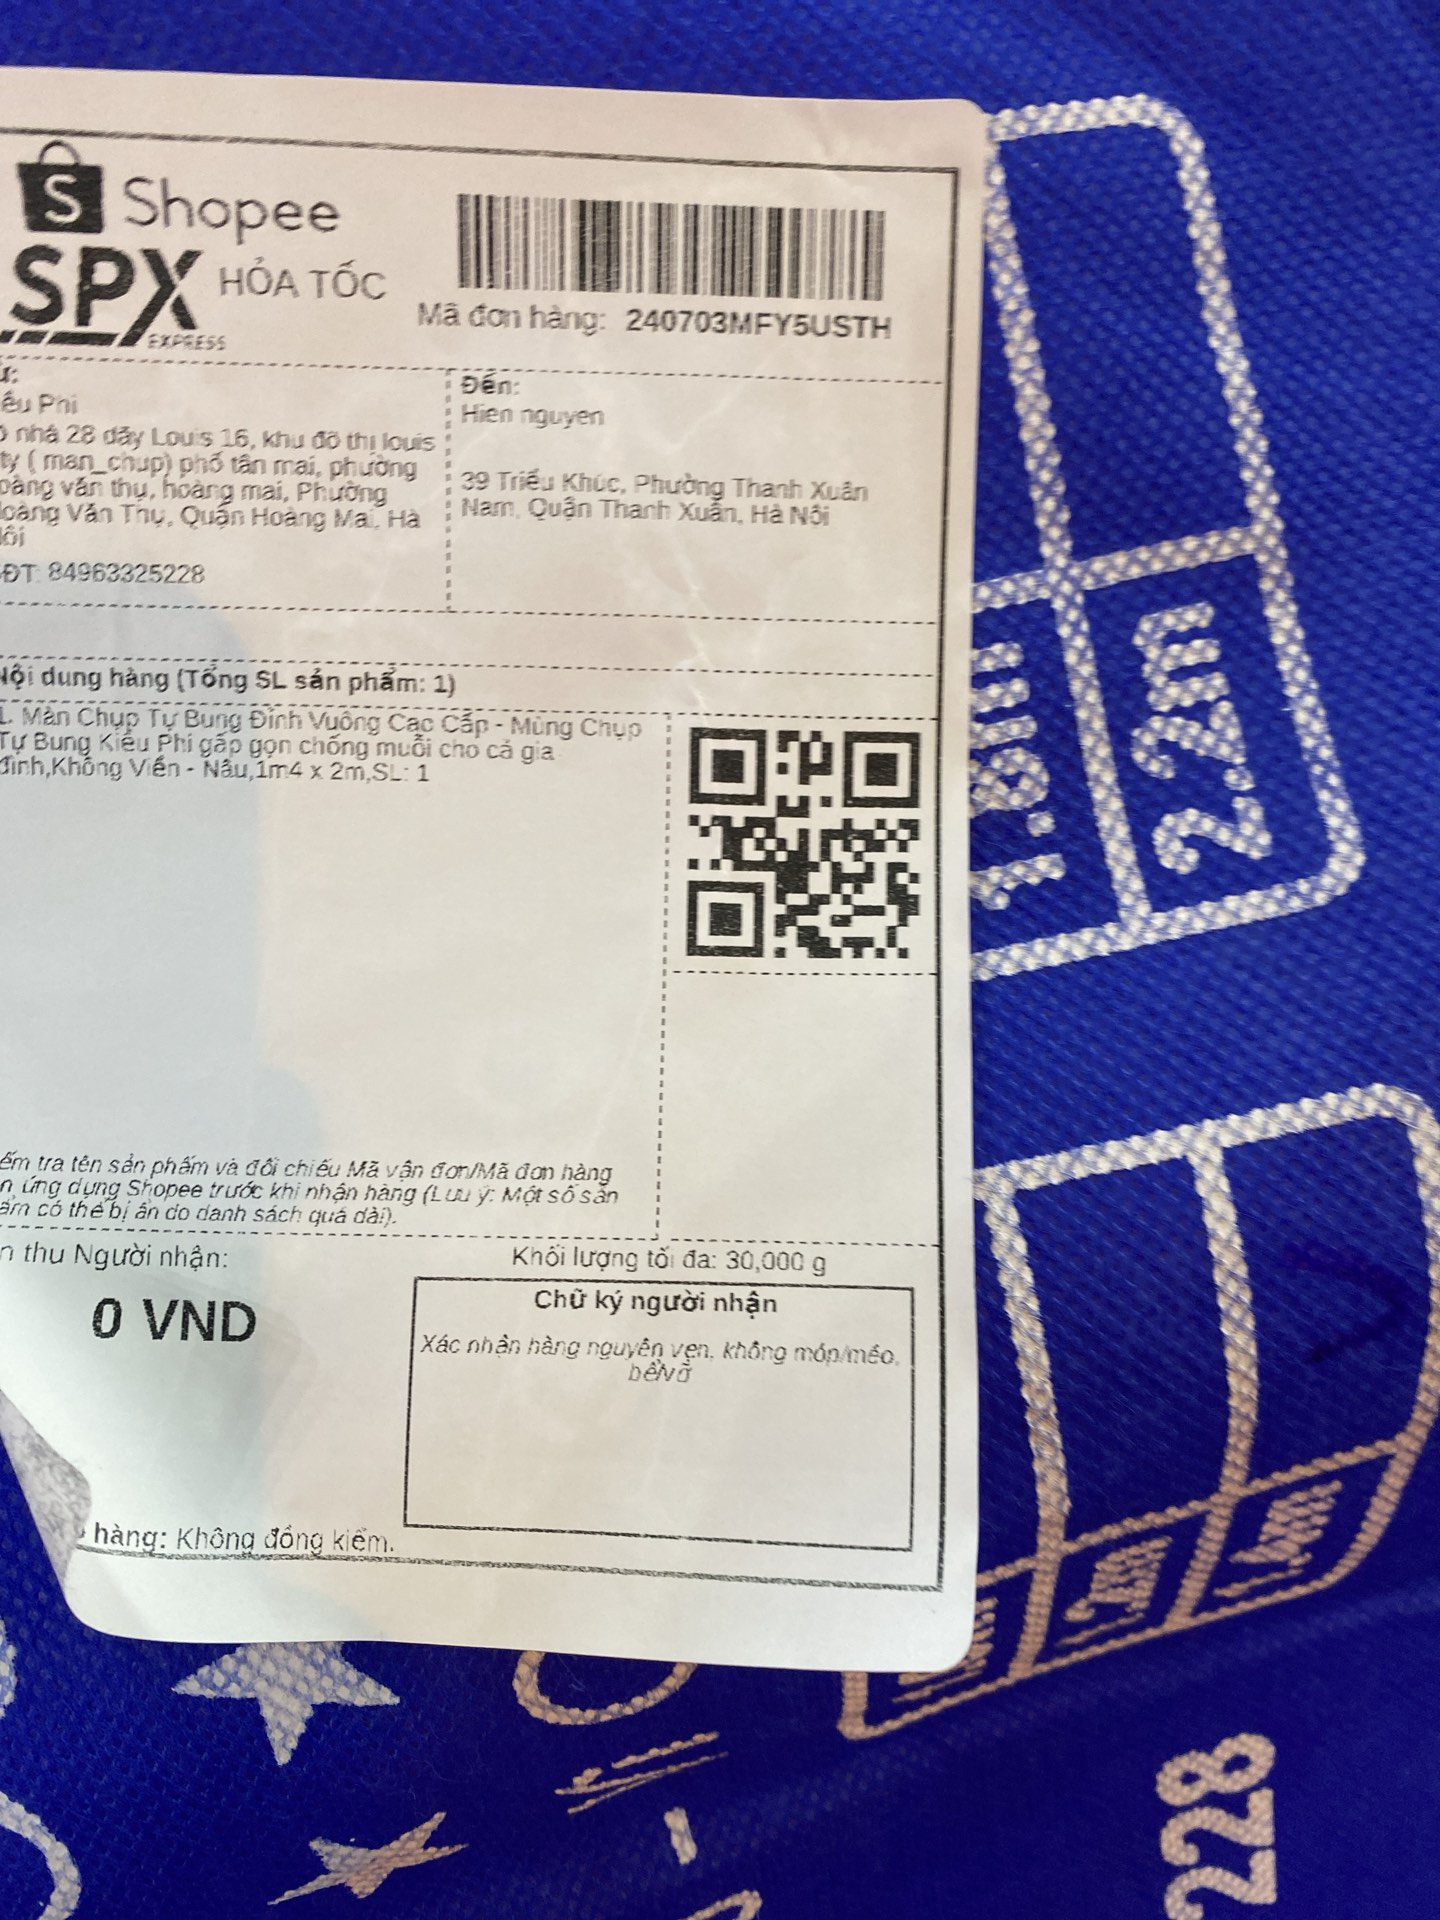 Shopee
SPX HỎA TỐC
EXPRESS
Mã đơn hàng: 240703MFY5USTH
Đến:
Hien nguyen
39 Triều Khúc, Phường Thanh Xuân
Nam, Quận Thanh Xuân, Hà Nội
ều Phi
nhà 28 dãy Louis 16, khu đô thị louis
ty ( man_chup) phố tân mai, phường
oàng văn thụ, hoàng mai, Phường
oàng Văn Thụ, Quận Hoàng Mai, Hà
ội
ĐT: 84963325228
Nội dung hàng (Tổng SL sản phẩm: 1)
1. Màn Chụp Tự Bung Đỉnh Vuông Cao Cấp - Mùng Chụp
Tự Bung Kiều Phi gấp gọn chống muỗi cho cả gia
đình,Không Viền - Nâu,1m4 x 2m,SL: 1
ểm tra tên sản phẩm và đối chiếu Mã vận đơn/Mã đơn hàng
n ứng dụng Shopee trước khi nhận hàng (Lưu ý: Một số sản
ẩm có thể bị ẩn do danh sách quá dài).
n thu Người nhận:
0 VND
Khối lượng tối đa: 30,000 g
Chữ ký người nhận
Xác nhận hàng nguyên vẹn, không móp/méo,
bể/vỡ
hàng: Không đồng kiểm.
1.8m
2.2m
1.2m
1.4m
228